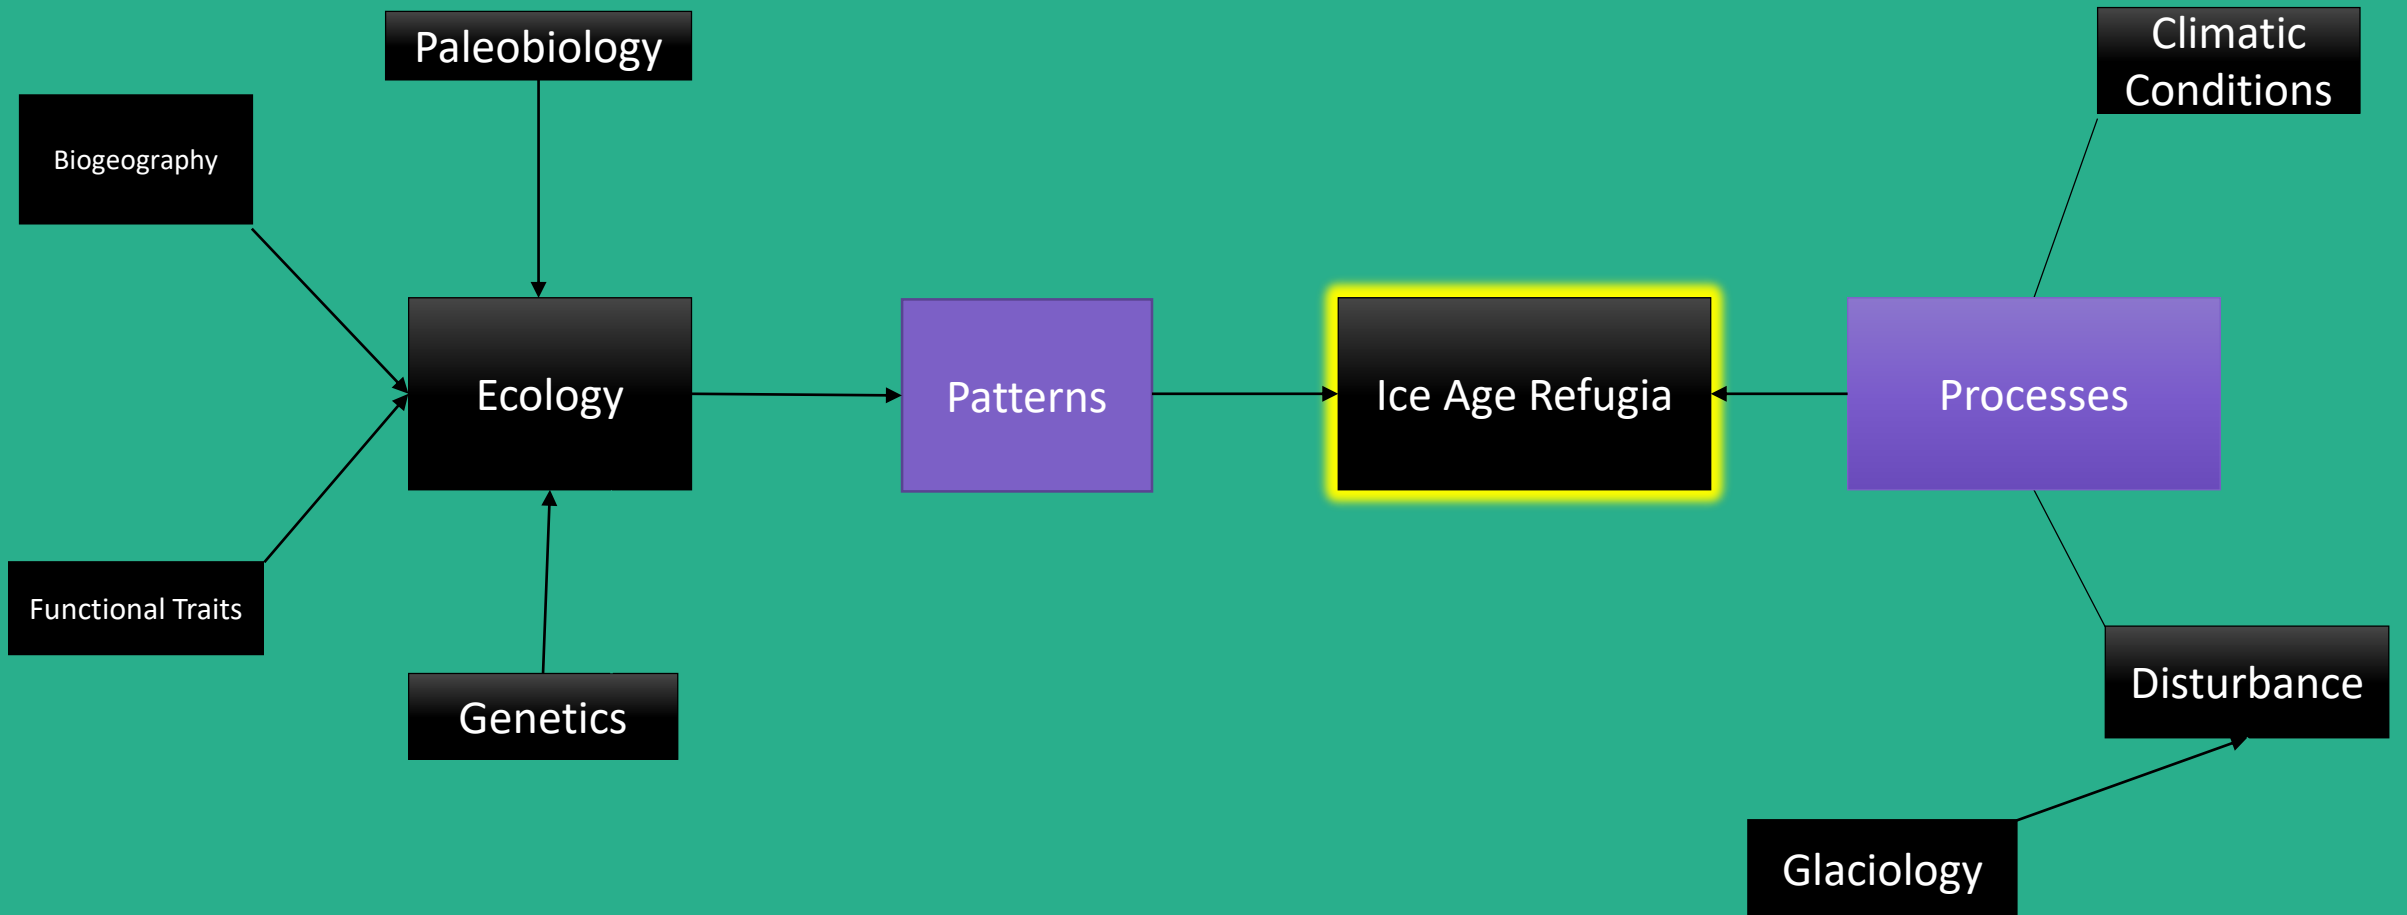 Paleobiology
Climatic
Conditions
Biogeography
Ecology
Patterns
Ice Age Refugia
Processes
Functional Traits
Genetics
Disturbance
Glaciology